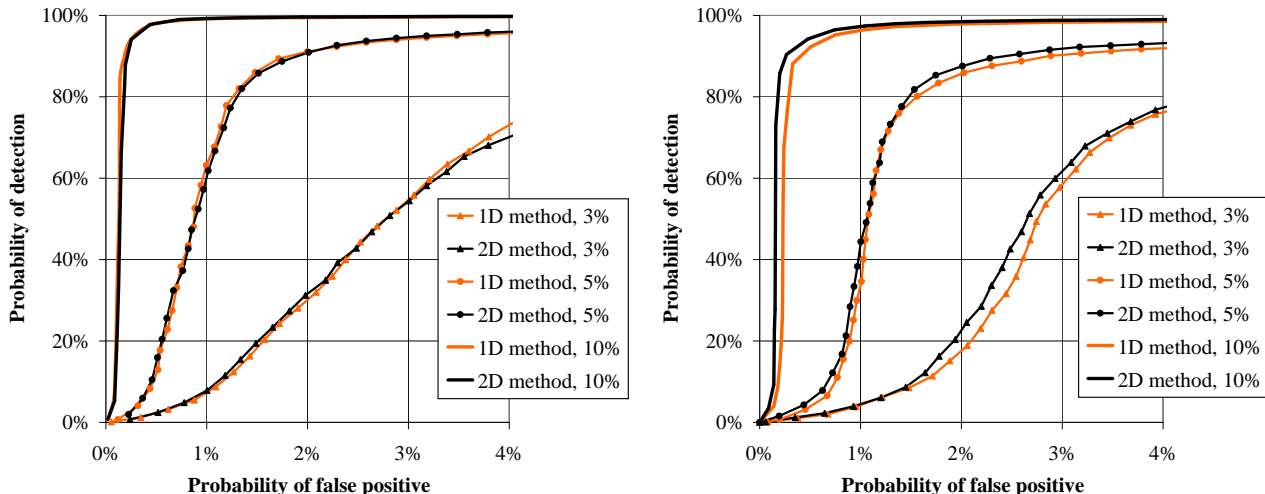 100%
80%
60%
40%
20%
0%
0%
1%
2%
3%
4%
Probability of detection
Probability of false positive
1D method, 3%
2D method, 3%
1D method, 5%
2D method, 5%
1D method, 10%
2D method, 10%
100%
80%
60%
40%
20%
0%
0%
1%
2%
3%
4%
Probability of detection
Probability of false positive
1D method, 3%
2D method, 3%
1D method, 5%
2D method, 5%
1D method, 10%
2D method, 10%